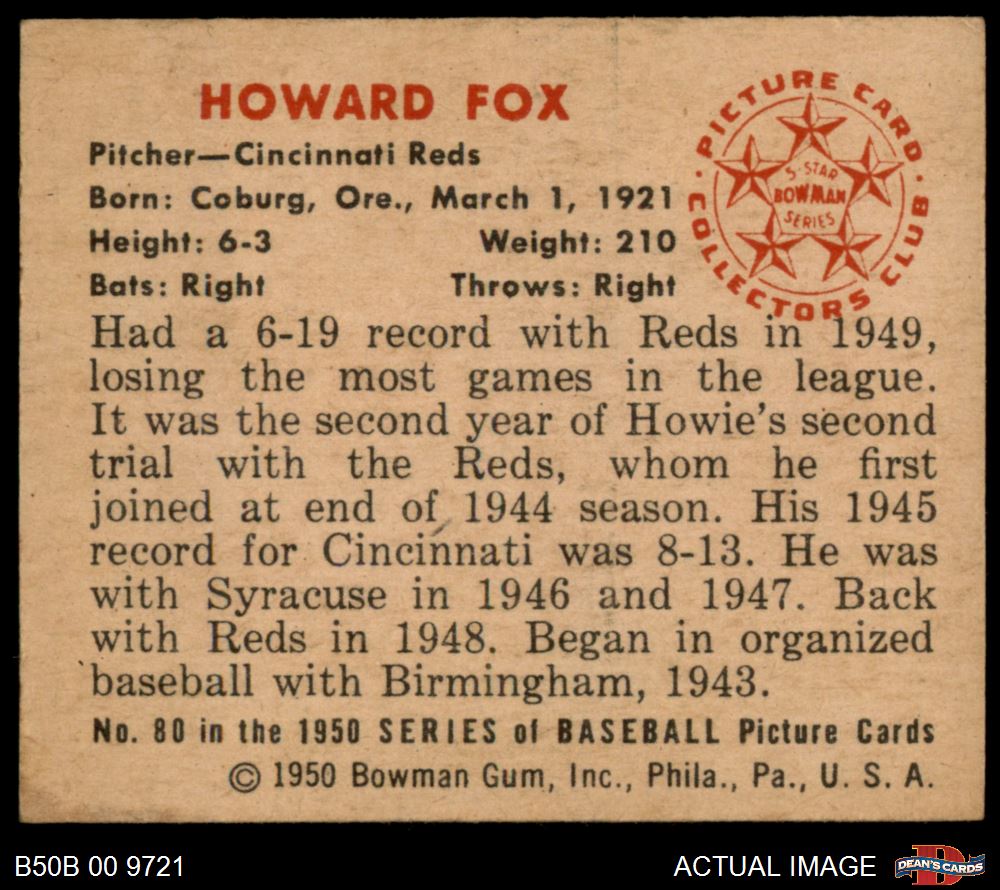 HOWARD FOX
Pitcher—Cincinnati Reds
Born: Coburg, Ore., March 1, 1921
Height: 6-3 Weight: 210
Bats: Right Throws: Right
PICTURE CARD
COLLECTORS CLUB
5-STAR
BOWMAN
SERIES
Had a 6-19 record with Reds in 1949,
losing the most games in the league.
It was the second year of Howie's second
trial with the Reds, whom he first
joined at end of 1944 season. His 1945
record for Cincinnati was 8-13. He was
with Syracuse in 1946 and 1947. Back
with Reds in 1948. Began in organized
baseball with Birmingham, 1943.
No. 80 in the 1950 SERIES of BASEBALL Picture Cards
© 1950 Bowman Gum, Inc., Phila., Pa., U. S. A.
B50B 00 9721
ACTUAL IMAGE
D
DEAN'S CARDS